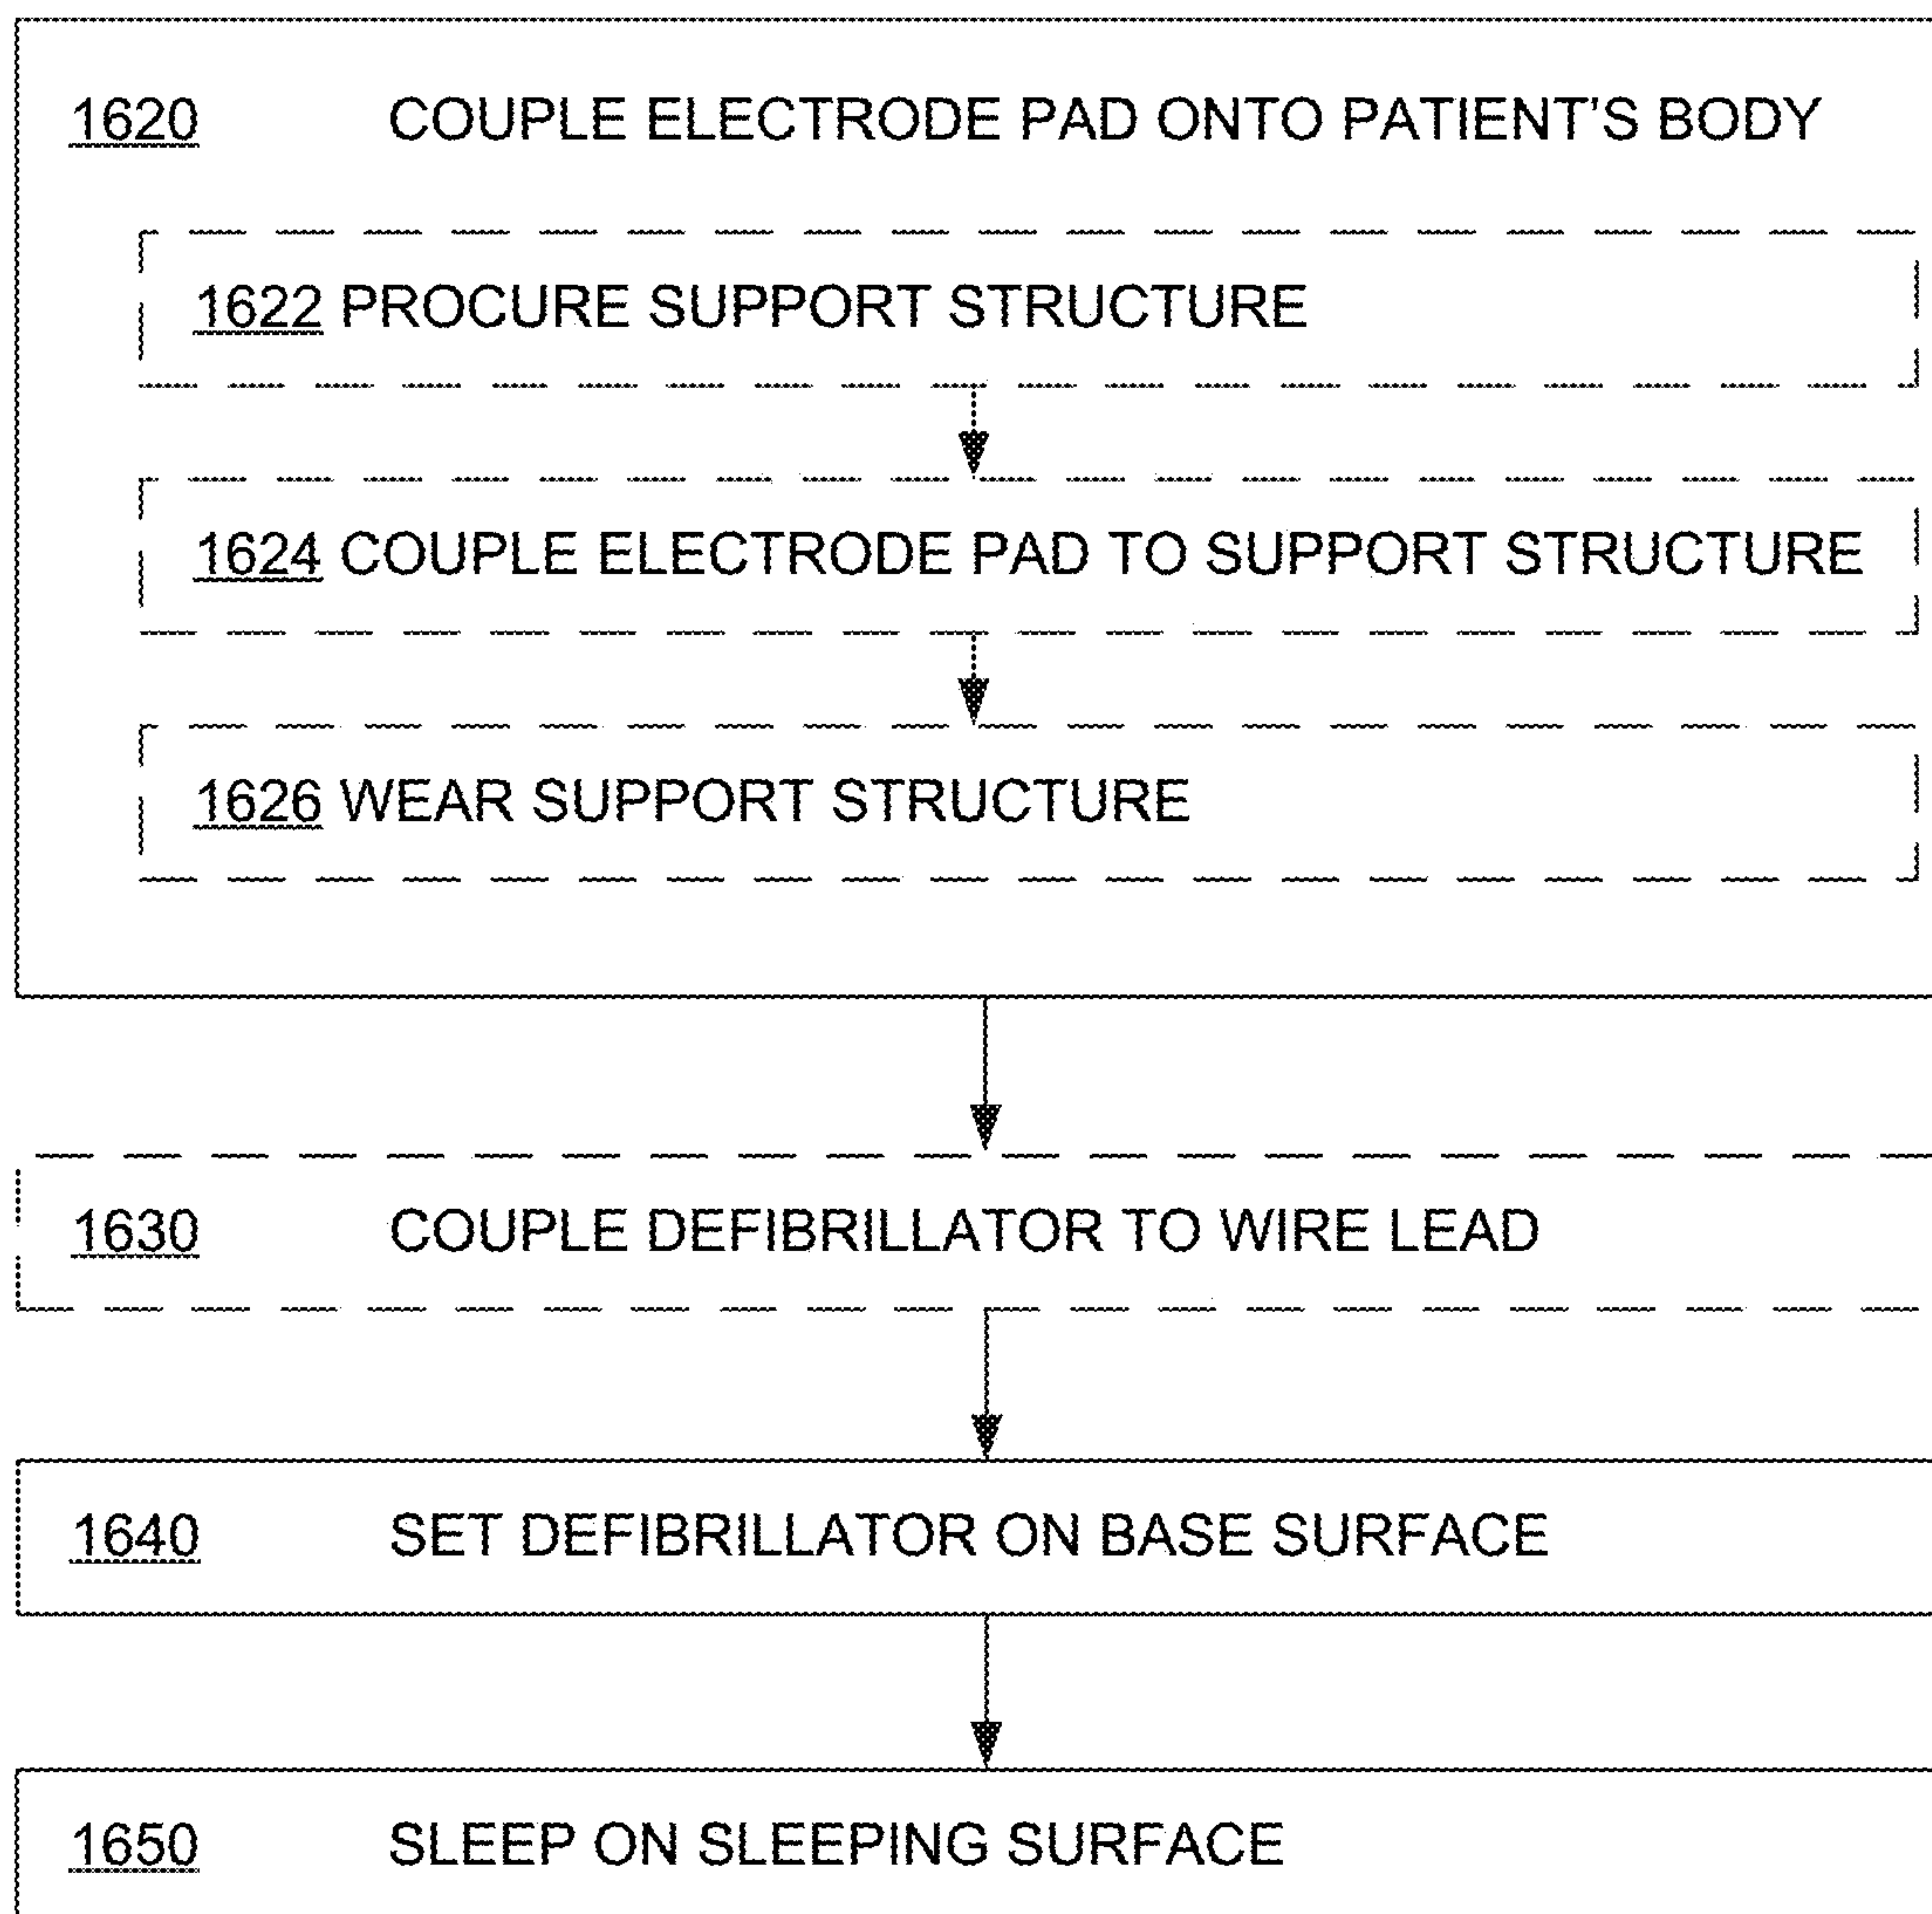 1620 COUPLE ELECTRODE PAD ONTO PATIENT'S BODY
1622 PROCURE SUPPORT STRUCTURE
1624 COUPLE ELECTRODE PAD TO SUPPORT STRUCTURE
1626 WEAR SUPPORT STRUCTURE
1630 COUPLE DEFIBRILLATOR TO WIRE LEAD
1640 SET DEFIBRILLATOR ON BASE SURFACE
1650 SLEEP ON SLEEPING SURFACE